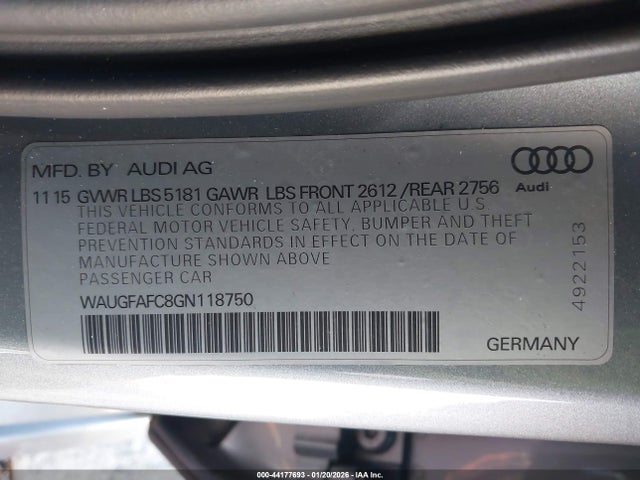 MFD. BY AUDI AG
11 15 GVWR LBS 5181 GAWR LBS FRONT 2612 /REAR 2756
THIS VEHICLE CONFORMS TO ALL APPLICABLE U.S.
FEDERAL MOTOR VEHICLE SAFETY, BUMPER AND THEFT
PREVENTION STANDARDS IN EFFECT ON THE DATE OF
MANUFACTURE SHOWN ABOVE
PASSENGER CAR
WAUGFAFC8GN118750
GERMANY
Audi
4922153
000-44177693 | 01/20/2026 | IAA Inc.